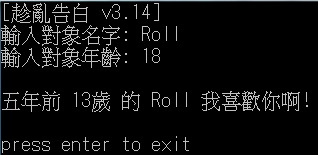 [趁亂告白 v3.14]
輸入對象名字: Roll
輸入對象年齡: 18
五年前 13歲 的 Roll 我喜歡你啊!
press enter to exit